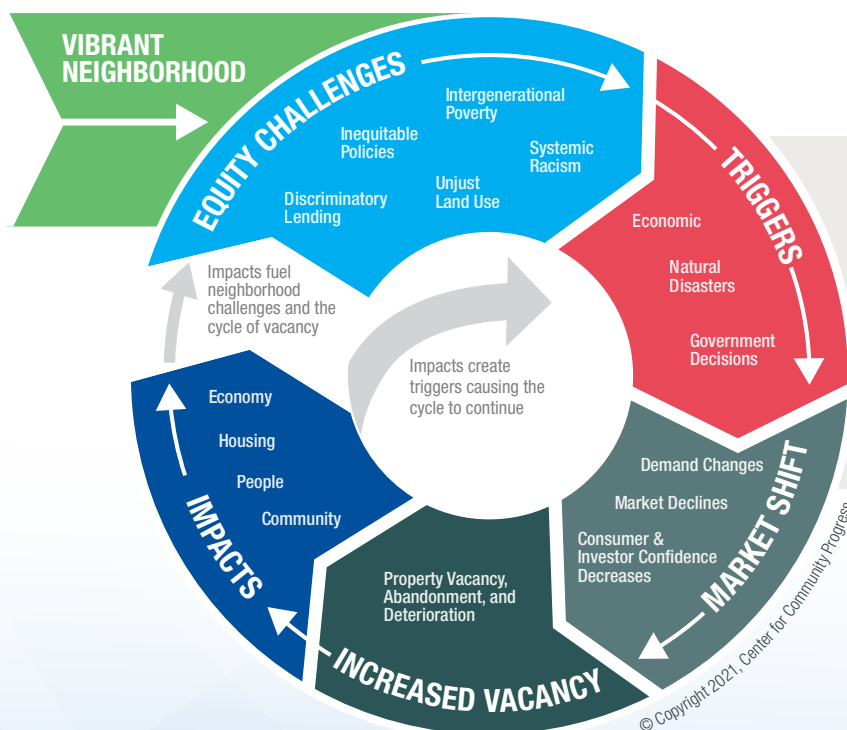 VIBRANT
NEIGHBORHOOD
EQUITY CHALLENGES
Intergenerational
Poverty
Inequitable
Policies
Systemic
Racism
Unjust
Land Use
Discriminatory
Lending
TRIGGERS
Economic
Natural
Disasters
Government
Decisions
Impacts fuel
neighborhood
challenges and the
cycle of vacancy
Impacts create
triggers causing the
cycle to continue
MARKET SHIFT
Demand Changes
Market Declines
Consumer &
Investor Confidence
Decreases
INCREASED VACANCY
Property Vacancy,
Abandonment, and
Deterioration
IMPACTS
Economy
Housing
People
Community
© Copyright 2021, Center for Community Progress